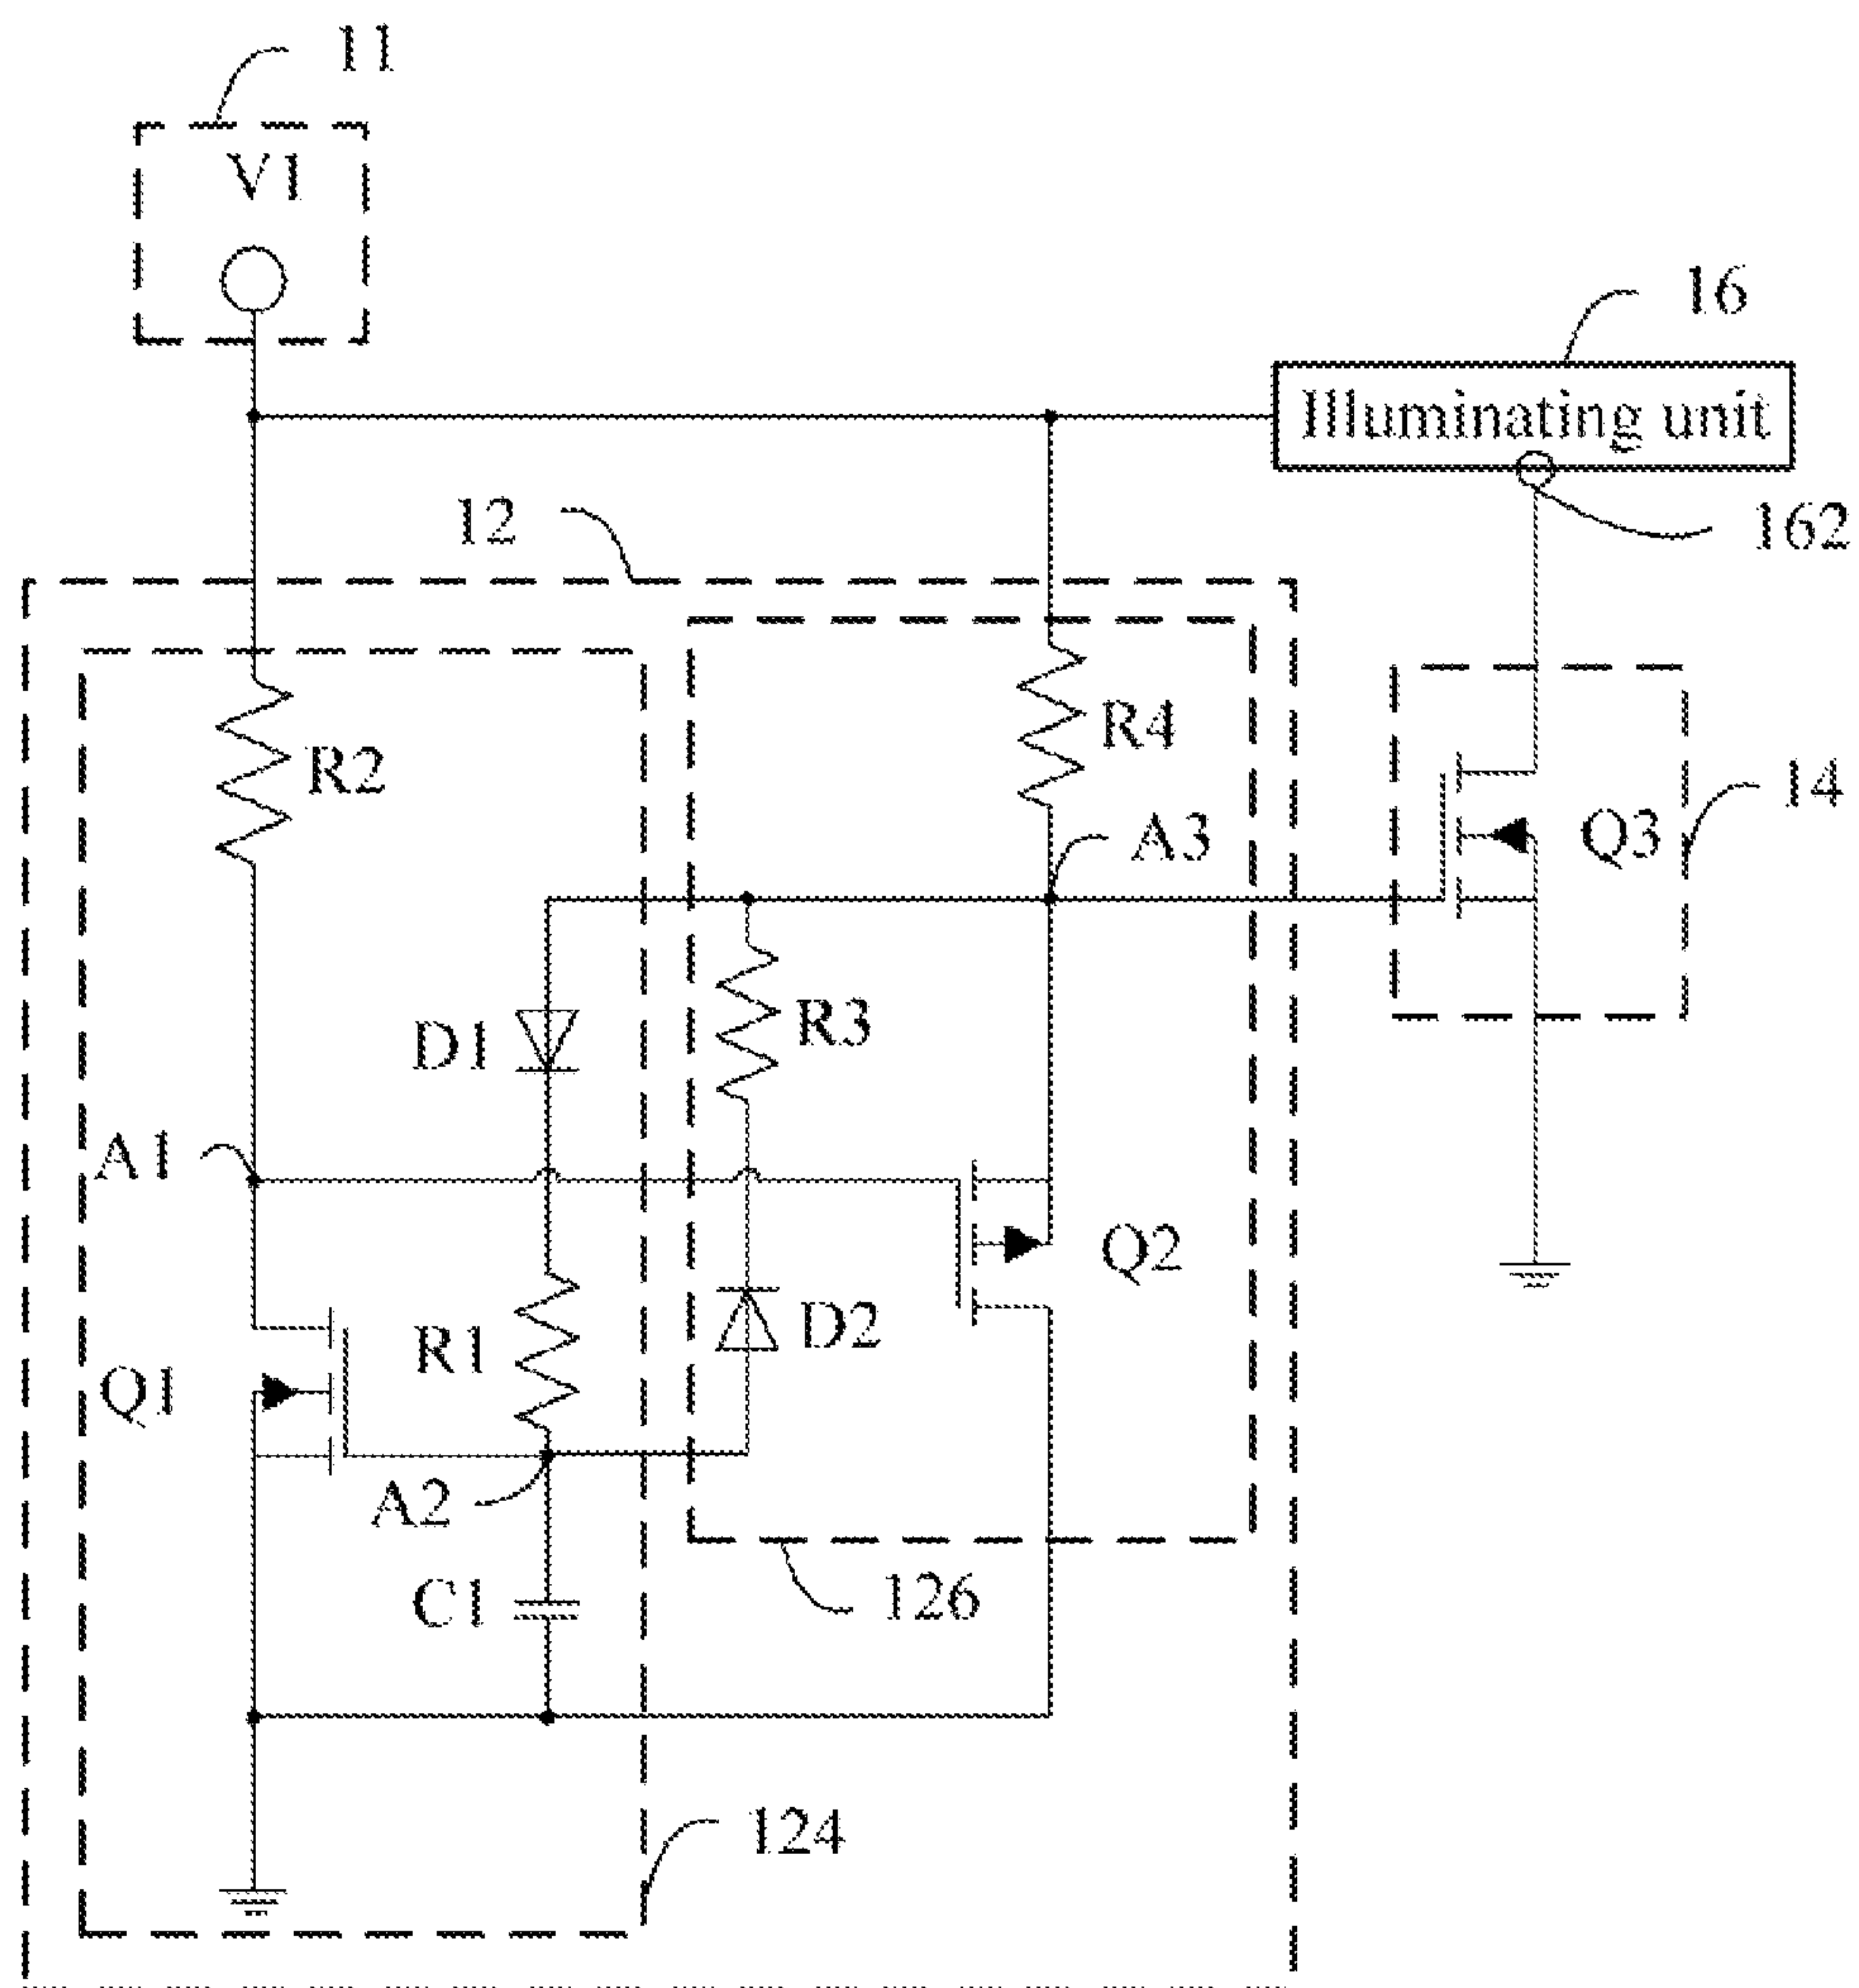 11
V1
16
Illuminating unit
12
162
R2
R4
14
A3
Q3
D1
R3
A1
Q2
R1
D2
Q1
A2
C1
126
124